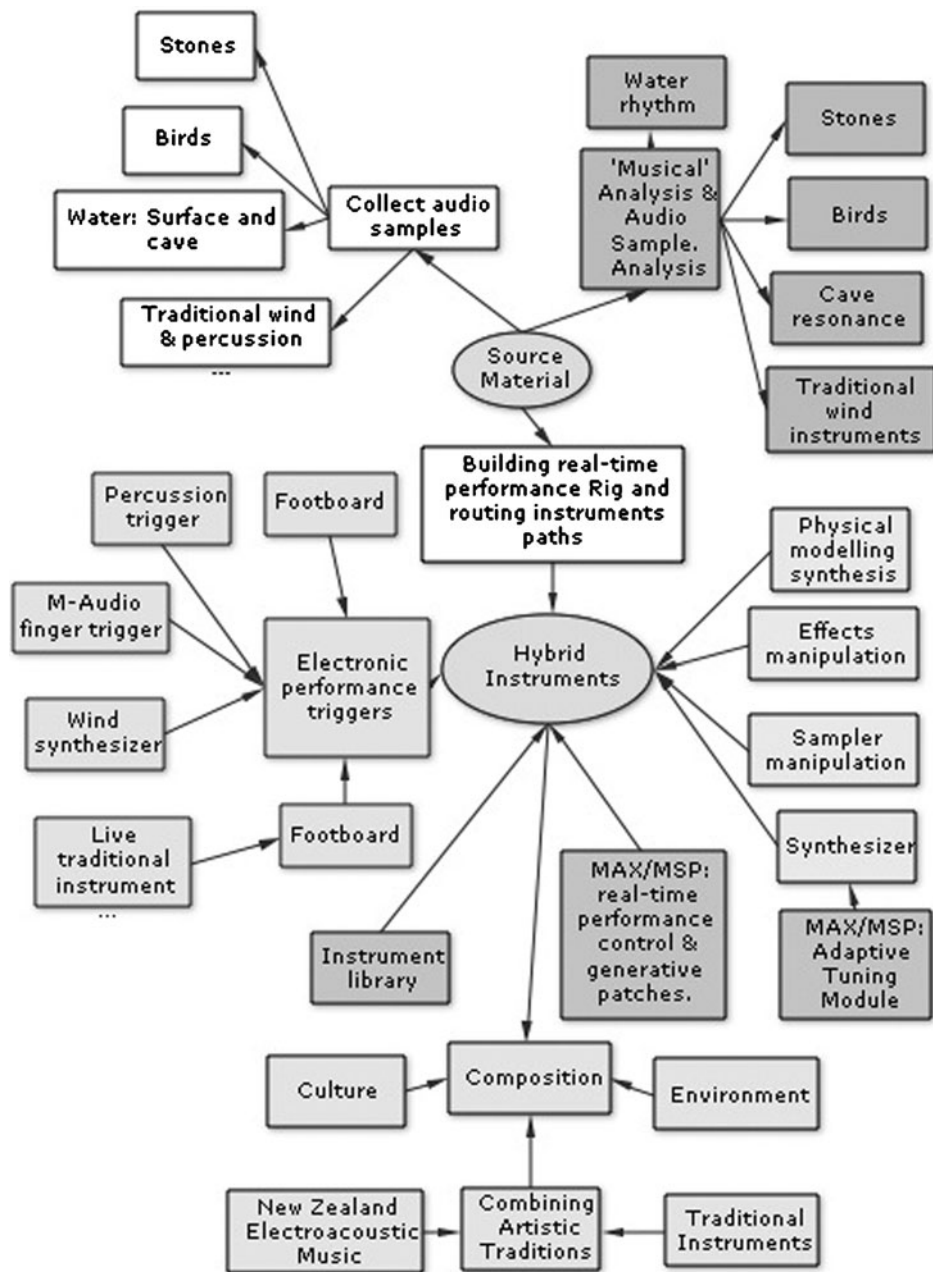 Stones
Birds
Water: Surface and
cave
Collect audio
samples
Traditional wind
& percussion
...
Water
rhythm
'Musical'
Analysis &
Audio
Sample.
Analysis
Stones
Birds
Cave
resonance
Traditional
wind
instruments
Source
Material
Building real-time
performance Rig and
routing instruments
paths
Percussion
trigger
Footboard
M-Audio
finger trigger
Electronic
performance
triggers
Wind
synthesizer
Live
traditional
instrument
...
Footboard
Hybrid
Instruments
Physical
modelling
synthesis
Effects
manipulation
Sampler
manipulation
Synthesizer
MAX/MSP:
Adaptive
Tuning
Module
Instrument
library
MAX/MSP:
real-time
performance
control &
generative
patches.
Culture
Composition
Environment
New Zealand
Electroacoustic
Music
Combining
Artistic
Traditions
Traditional
Instruments